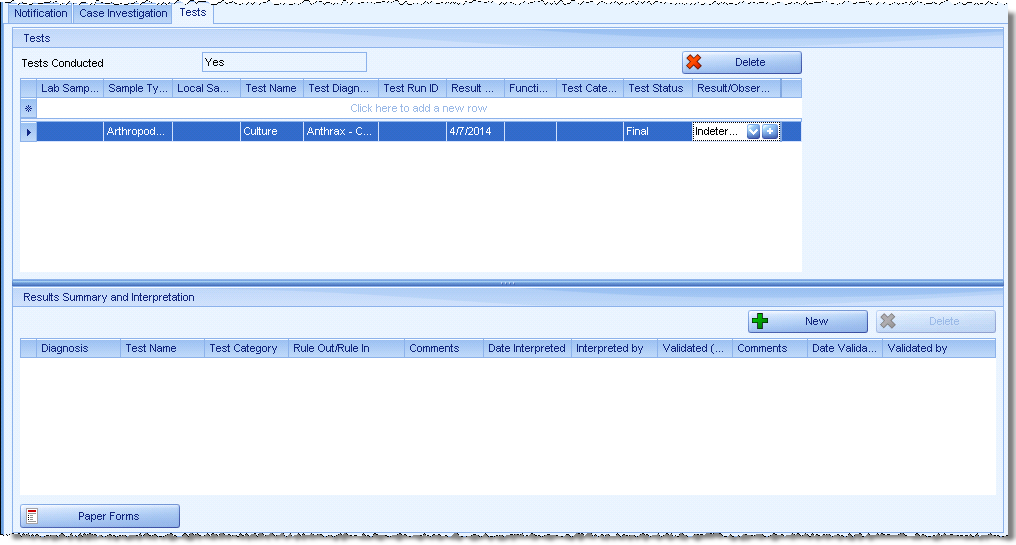 Notification Case Investigation Tests
Tests
Tests Conducted Yes Delete
Lab Samp... Sample Ty... Local Sa... Test Name Test Diagn... Test Run ID Result ... Functi... Test Cate... Test Status Result/Obser...
Click here to add a new row
Arthropod... Culture Anthrax - C... 4/7/2014 Final Indeter...
Results Summary and Interpretation
New Delete
Diagnosis Test Name Test Category Rule Out/Rule In Comments Date Interpreted Interpreted by Validated (... Comments Date Valida... Validated by
Paper Forms